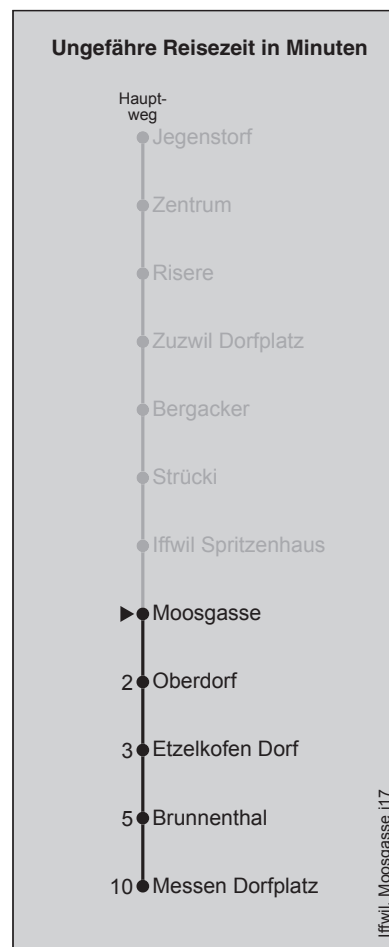 Ungefähre Reisezeit in Minuten
Haupt-
weg
Jegenstorf
Zentrum
Risere
Zuzwil Dorfplatz
Bergacker
Strücki
Iffwil Spritzenhaus
Moosgasse
2 Oberdorf
3 Etzelkofen Dorf
5 Brunnenthal
10 Messen Dorfplatz
Iffwil, Moosgasse j17